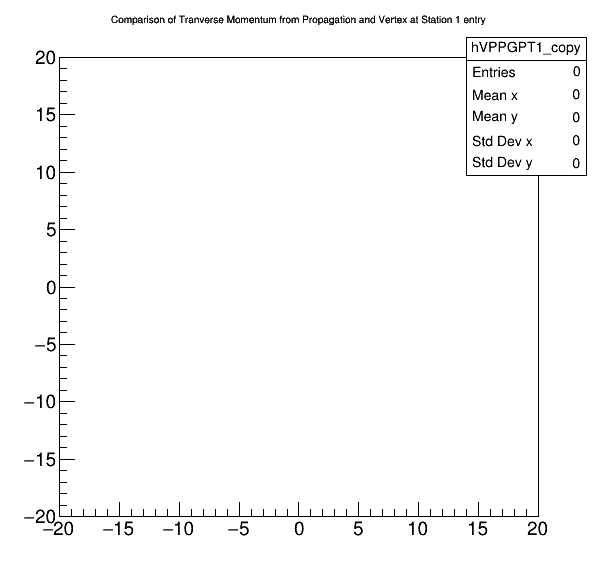 Comparison of Tranverse Momentum from Propagation and Vertex at Station 1 entry
hVPPGPT1_copy
Entries 0
Mean x 0
Mean y 0
Std Dev x 0
Std Dev y 0
20
15
10
5
0
−5
−10
−15
−20
−20 −15 −10 −5 0 5 10 15 20